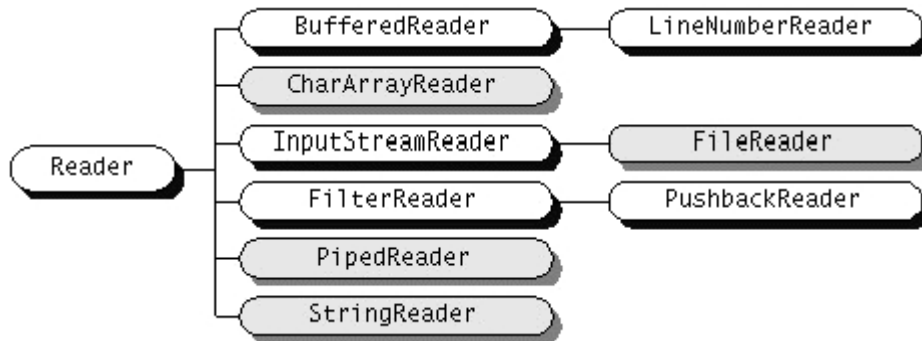 BufferedReader
LineNumberReader
CharArrayReader
InputStreamReader
FileReader
Reader
FilterReader
PushbackReader
PipedReader
StringReader